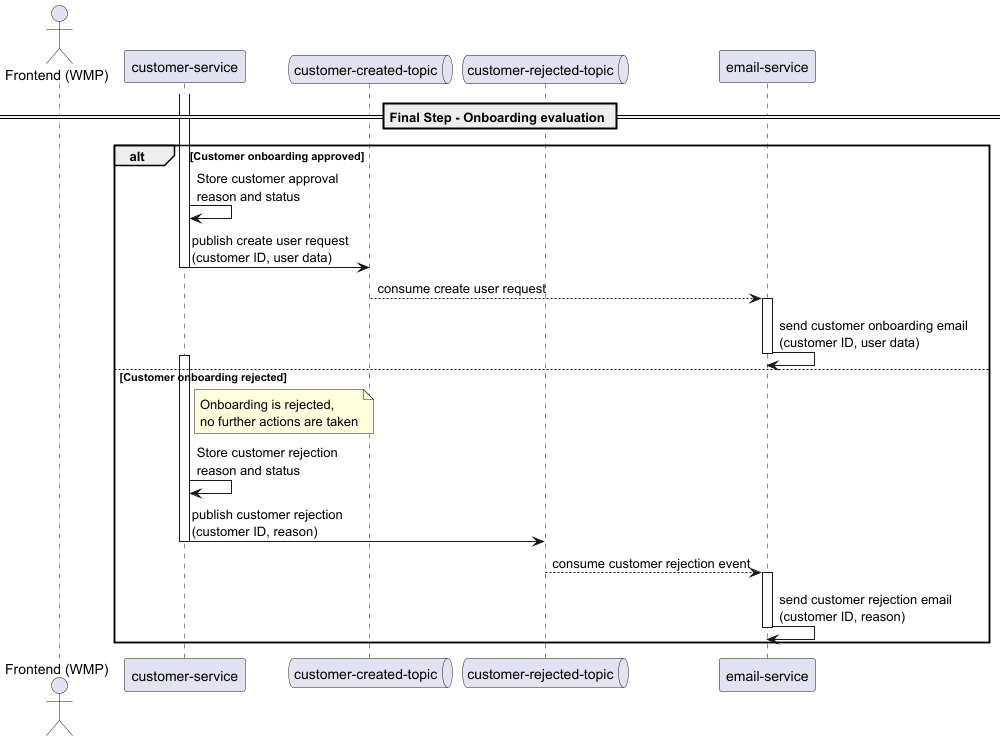 Frontend (WMP)
customer-service
customer-created-topic
customer-rejected-topic
email-service
Final Step - Onboarding evaluation
alt
[Customer onboarding approved]
Store customer approval
reason and status
publish create user request
(customer ID, user data)
consume create user request
send customer onboarding email
(customer ID, user data)
[Customer onboarding rejected]
Onboarding is rejected,
no further actions are taken
Store customer rejection
reason and status
publish customer rejection
(customer ID, reason)
consume customer rejection event
send customer rejection email
(customer ID, reason)
Frontend (WMP)
customer-service
customer-created-topic
customer-rejected-topic
email-service